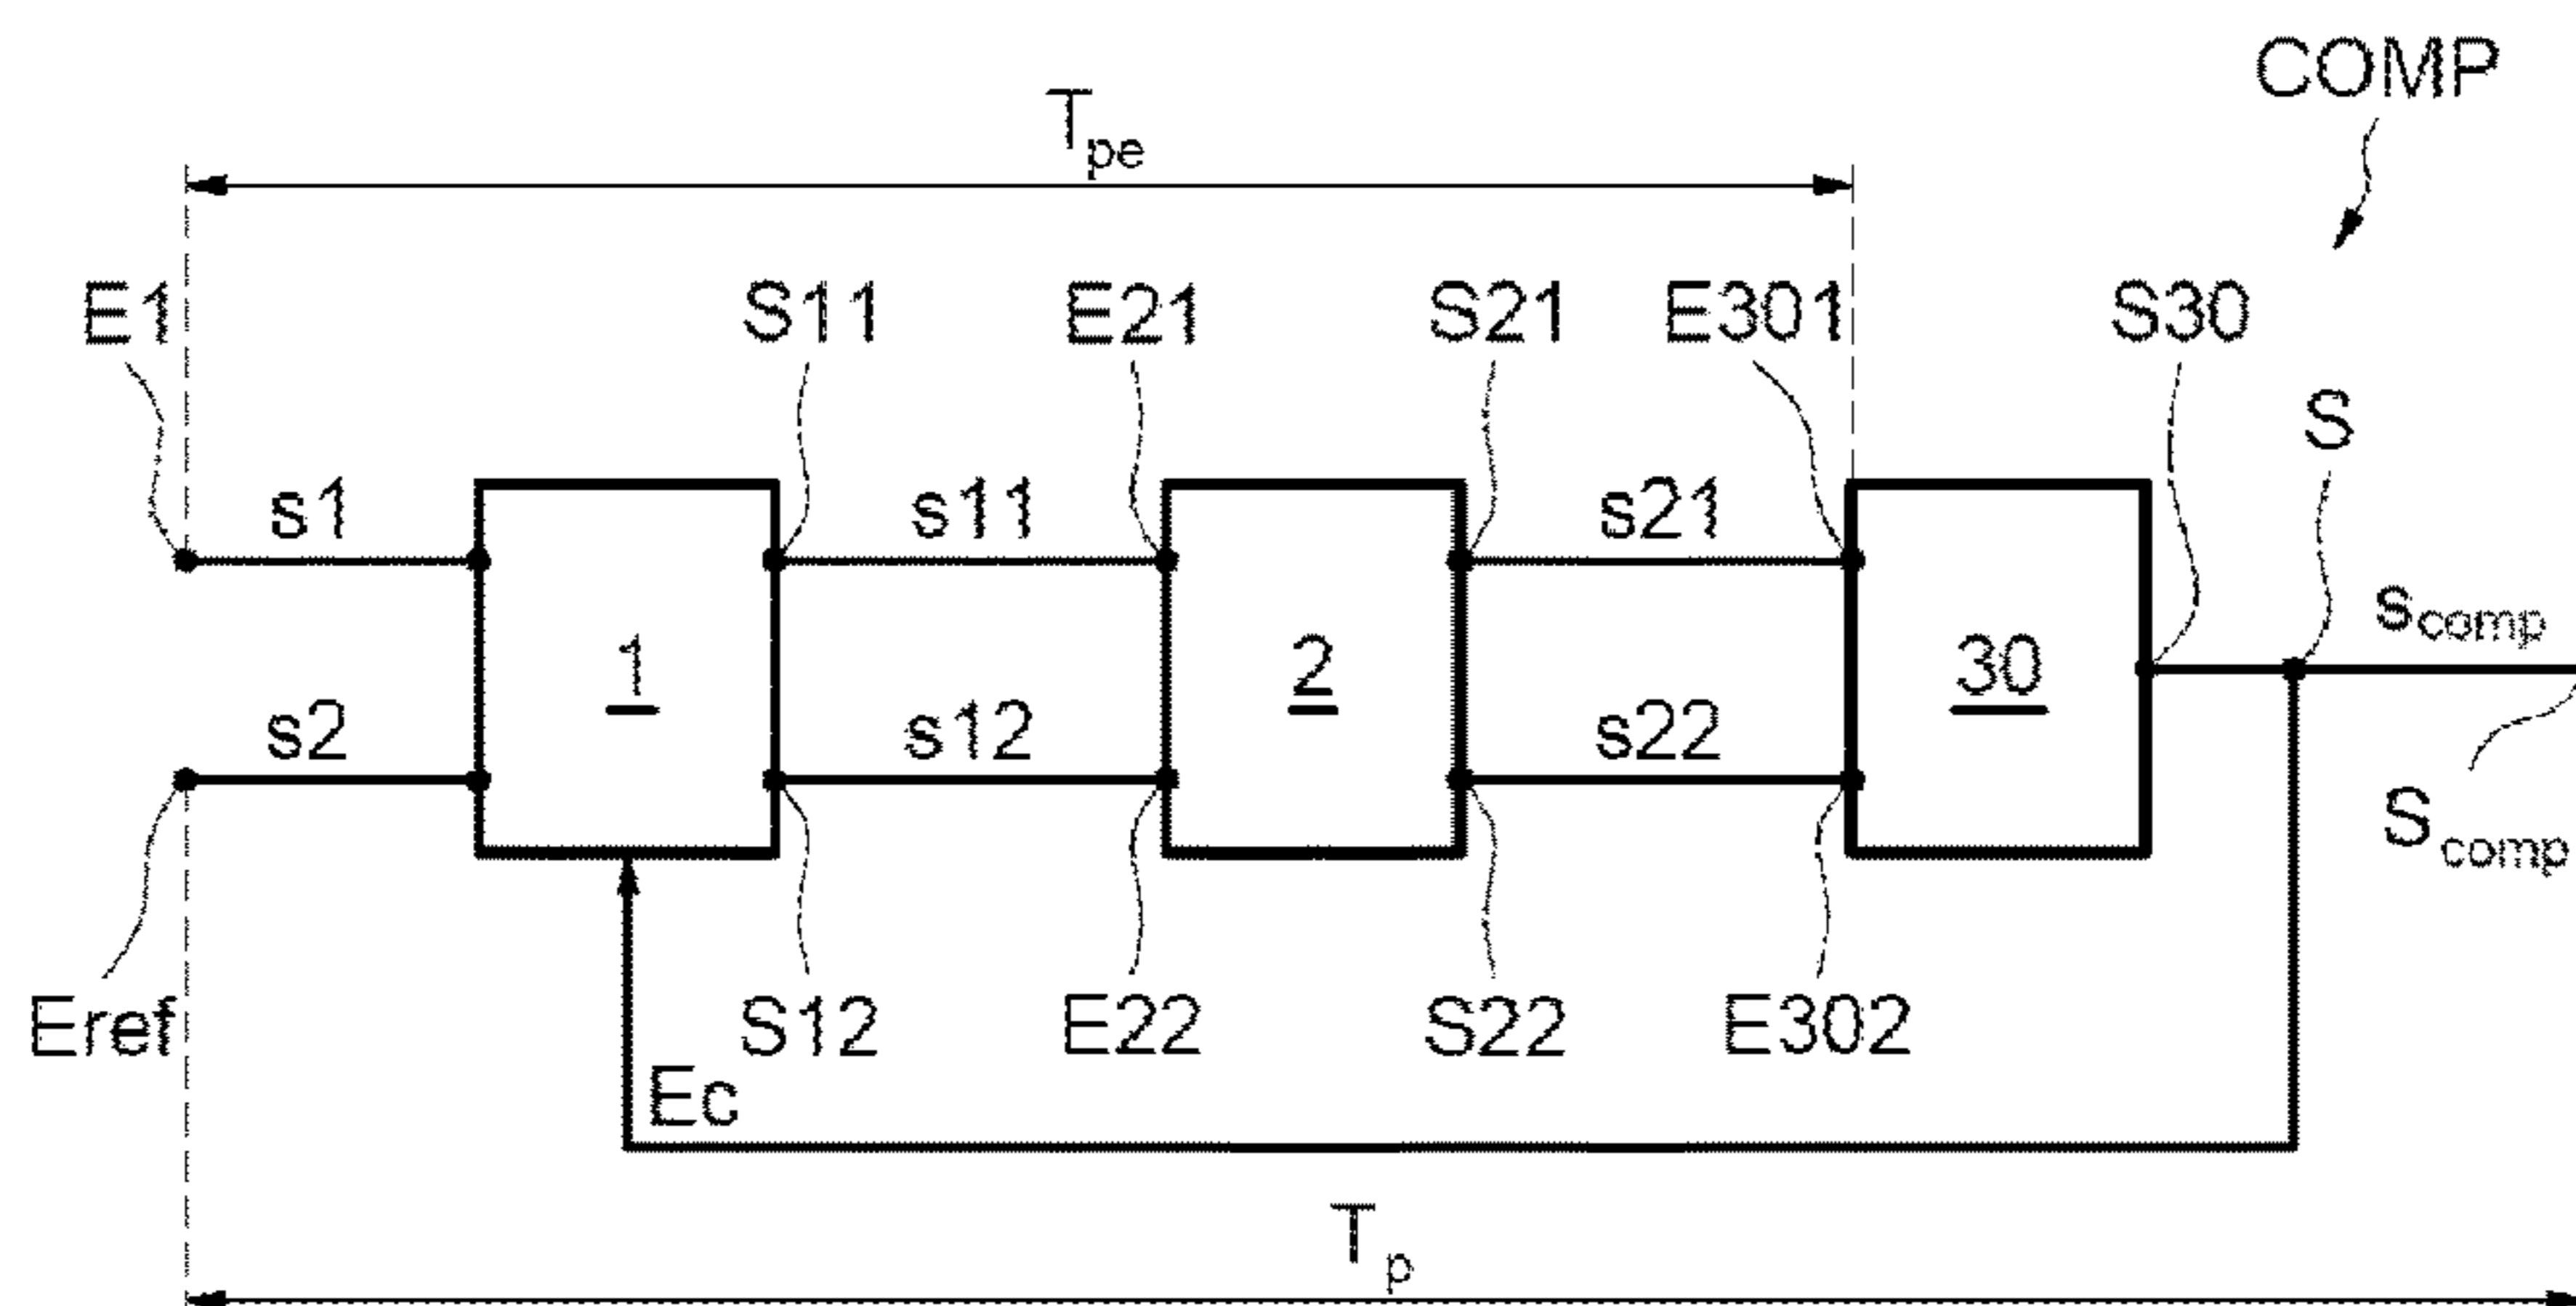 COMP
Tpe
E1 S11 E21 S21 E301 S30
S
s1 s11 s21
scomp
1 2 30
s2 s12 s22
Scomp
Eref S12 E22 S22 E302
Ec
Tp